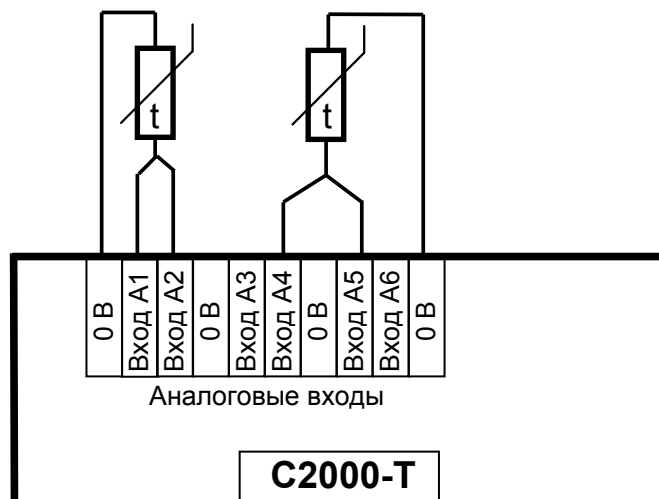 t
t
0 В
Вход А1
Вход А2
0 В
Вход А3
Вход А4
0 В
Вход А5
Вход А6
0 В
Аналоговые входы
С2000-Т